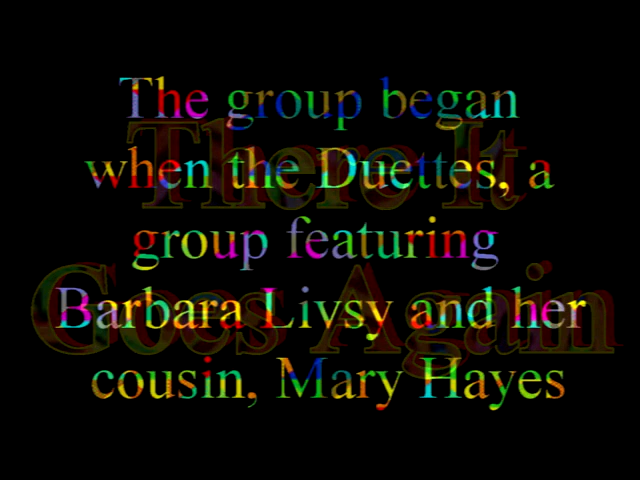 The group began
when the Duettes, a
group featuring
Barbara Livsy and her
cousin, Mary Hayes
There It
Goes Again